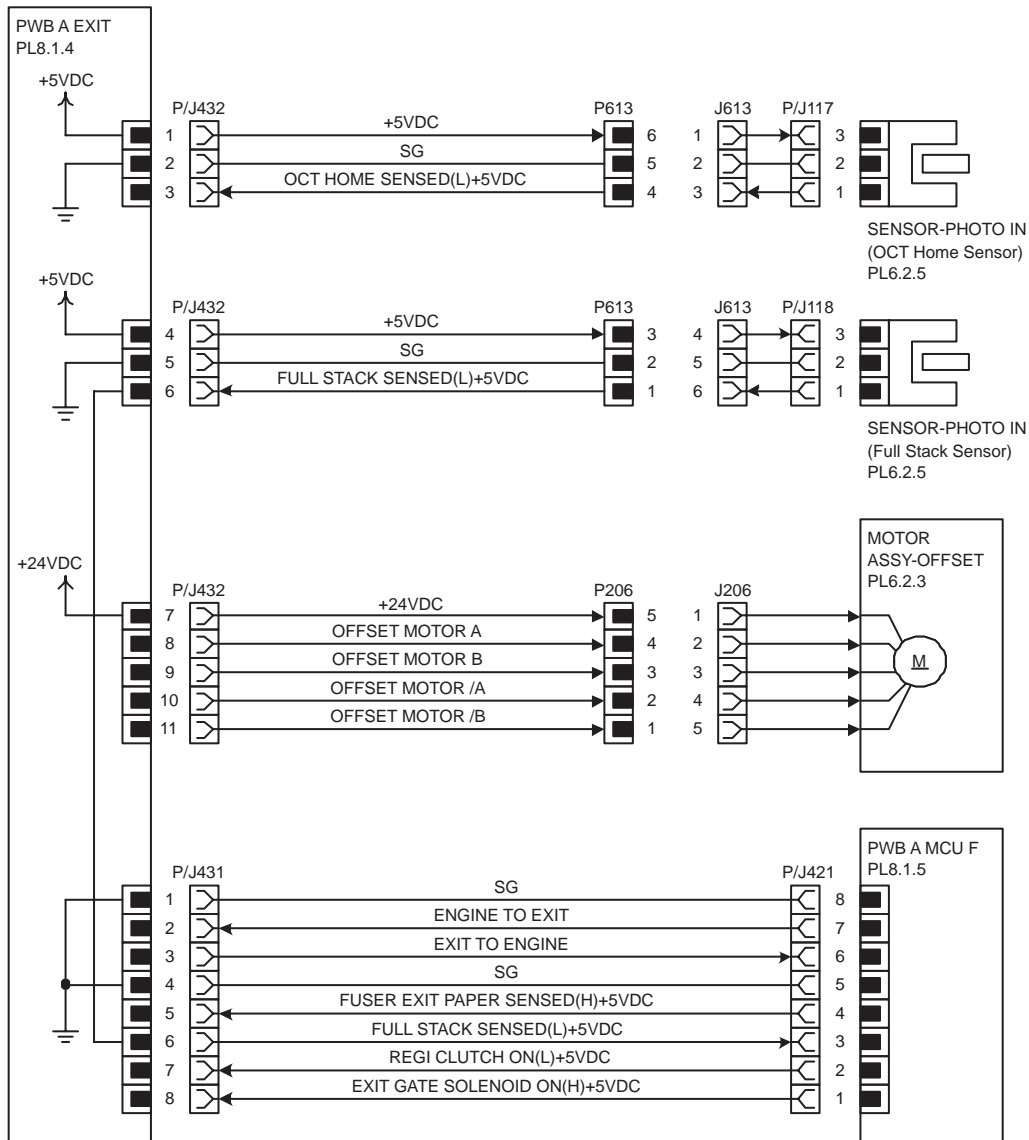 PWB A EXIT
PL8.1.4
+5VDC
P/J432 P613 J613 P/J117
1 +5VDC 6 1 3
2 SG 5 2 2
3 OCT HOME SENSED(L)+5VDC 4 3 1
SENSOR-PHOTO IN
(OCT Home Sensor)
PL6.2.5
+5VDC
P/J432 P613 J613 P/J118
4 +5VDC 3 4 3
5 SG 2 5 2
6 FULL STACK SENSED(L)+5VDC 1 6 1
SENSOR-PHOTO IN
(Full Stack Sensor)
PL6.2.5
MOTOR
ASSY-OFFSET
PL6.2.3
+24VDC
P/J432 P206 J206
7 +24VDC 5 1
8 OFFSET MOTOR A 4 2
9 OFFSET MOTOR B 3 3
10 OFFSET MOTOR /A 2 4
11 OFFSET MOTOR /B 1 5
M
PWB A MCU F
PL8.1.5
P/J431 P/J421
1 SG 8
2 ENGINE TO EXIT 7
3 EXIT TO ENGINE 6
4 SG 5
5 FUSER EXIT PAPER SENSED(H)+5VDC 4
6 FULL STACK SENSED(L)+5VDC 3
7 REGI CLUTCH ON(L)+5VDC 2
8 EXIT GATE SOLENOID ON(H)+5VDC 1